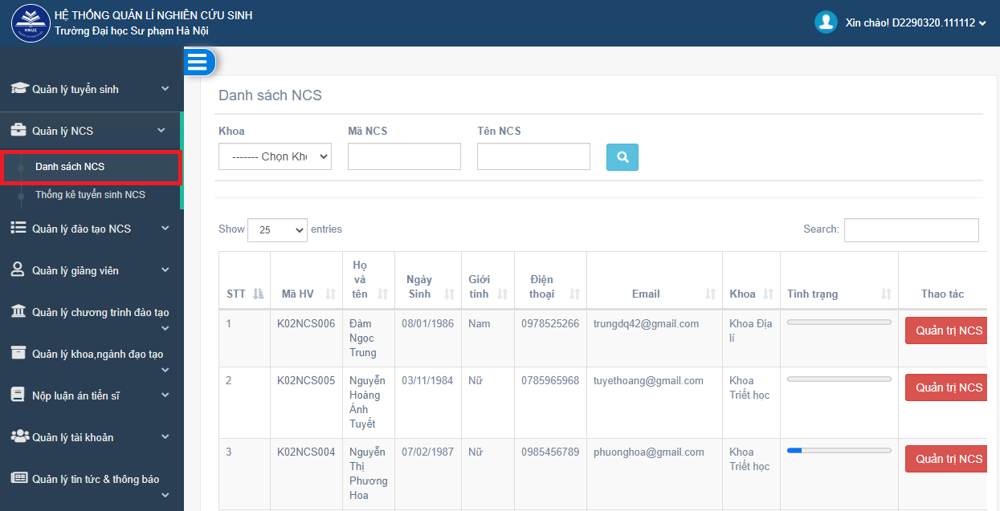 HỆ THỐNG QUẢN LÍ NGHIÊN CỨU SINH
Trường Đại học Sư phạm Hà Nội
HNUE
Xin chào! D2290320.111112
Quản lý tuyển sinh
Quản lý NCS
Danh sách NCS
Thống kê tuyển sinh NCS
Quản lý đào tạo NCS
Quản lý giảng viên
Quản lý chương trình đào tạo
Quản lý khoa,ngành đạo tạo
Nộp luận án tiến sĩ
Quản lý tài khoản
Quản lý tin tức & thông báo
Danh sách NCS
Khoa Mã NCS Tên NCS
------- Chọn Kho
Show 25 entries Search:
STT Mã HV Họ và tên Ngày Sinh Giới tính Điện thoại Email Khoa Tình trạng Thao tác
1 K02NCS006 Đàm Ngọc Trung 08/01/1986 Nam 0978525266 trungdq42@gmail.com Khoa Địa lí Quản trị NCS
2 K02NCS005 Nguyễn Hoàng Ánh Tuyết 03/11/1984 Nữ 0785965968 tuyethoang@gmail.com Khoa Triết học Quản trị NCS
3 K02NCS004 Nguyễn Thị Phương Hoa 07/02/1987 Nữ 0985456789 phuonghoa@gmail.com Khoa Triết học Quản trị NCS